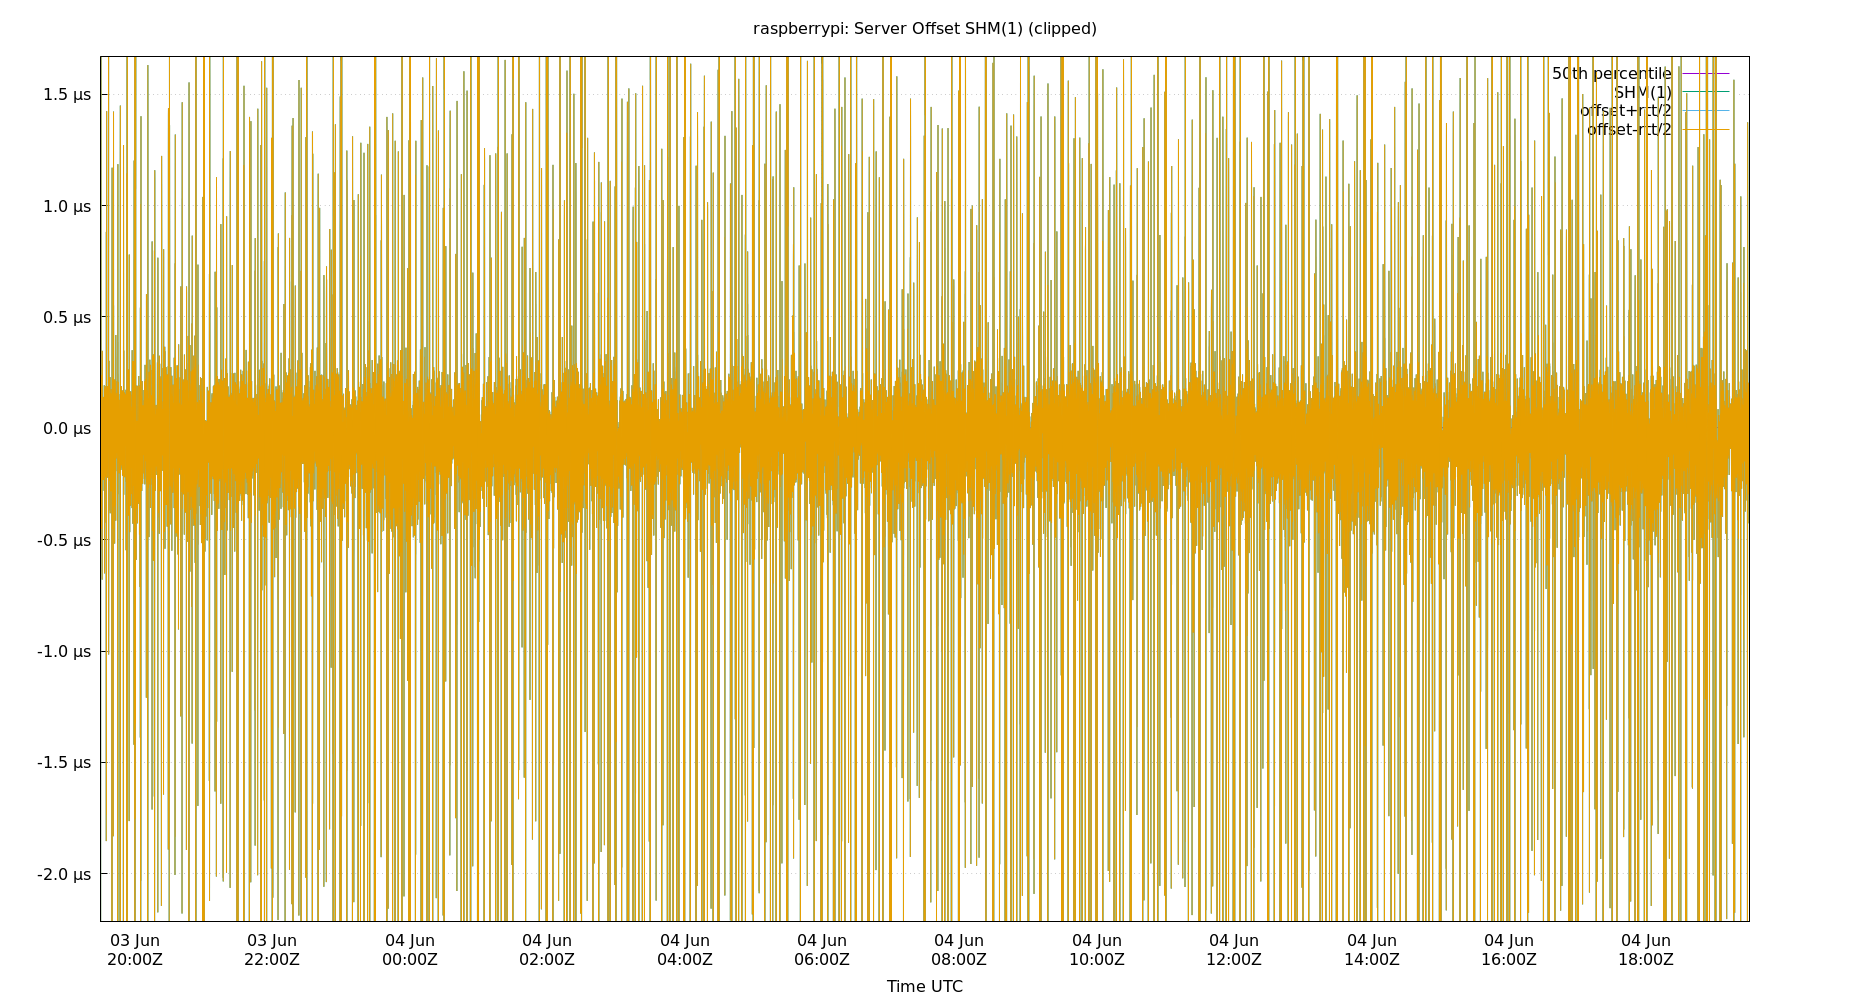 raspberrypi: Server Offset SHM(1) (clipped)
50th percentile
SHM(1)
offset+rtt/2
offset-rtt/2
1.5 µs
1.0 µs
0.5 µs
0.0 µs
-0.5 µs
-1.0 µs
-1.5 µs
-2.0 µs
03 Jun 03 Jun 04 Jun 04 Jun 04 Jun 04 Jun 04 Jun 04 Jun 04 Jun 04 Jun 04 Jun 04 Jun
20:00Z 22:00Z 00:00Z 02:00Z 04:00Z 06:00Z 08:00Z 10:00Z 12:00Z 14:00Z 16:00Z 18:00Z
Time UTC